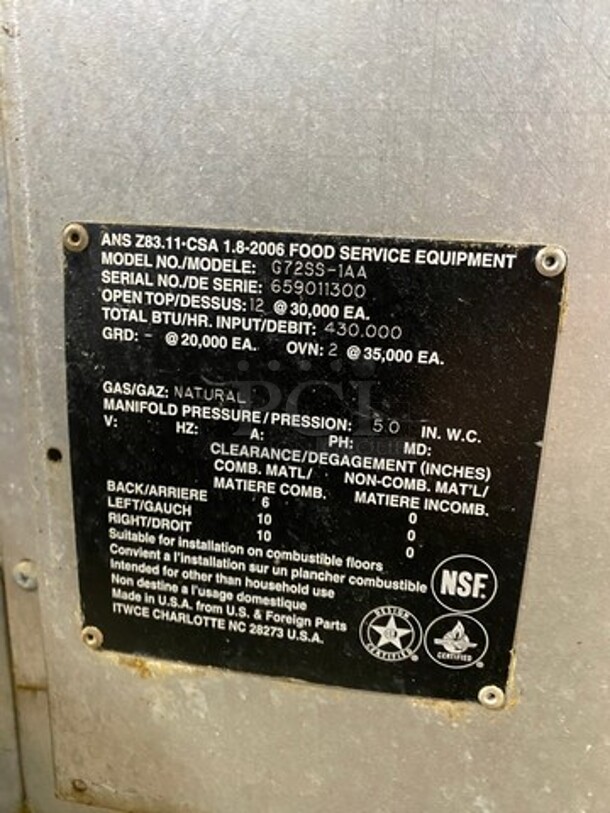 ANS Z83.11•CSA 1.8-2006 FOOD SERVICE EQUIPMENT
MODEL NO./MODELE: G72SS-1AA
SERIAL NO./DE SERIE: 659011300
OPEN TOP/DESSUS: 12 @ 30,000 EA.
TOTAL BTU/HR. INPUT/DEBIT: 430.000
GRD: - @ 20,000 EA. OVN: 2 @ 35,000 EA.
GAS/GAZ: NATURAL
MANIFOLD PRESSURE/PRESSION: 5.0 IN. W.C.
V: HZ: A: PH: MD:
CLEARANCE/DEGAGEMENT (INCHES)
COMB. MATL/ NON-COMB. MAT'L/
MATIERE COMB. MATIERE INCOMB.
BACK/ARRIERE 6 0
LEFT/GAUCH 10 0
RIGHT/DROIT 10 0
Suitable for installation on combustible floors
Convient a l'installation sur un plancher combustible
Intended for other than household use
Non destine a l'usage domestique
Made in U.S.A. from U.S. & Foreign Parts
ITWCE CHARLOTTE NC 28273 U.S.A.
NSF.
DESIGN CERTIFIED
CERTIFIED
PCI